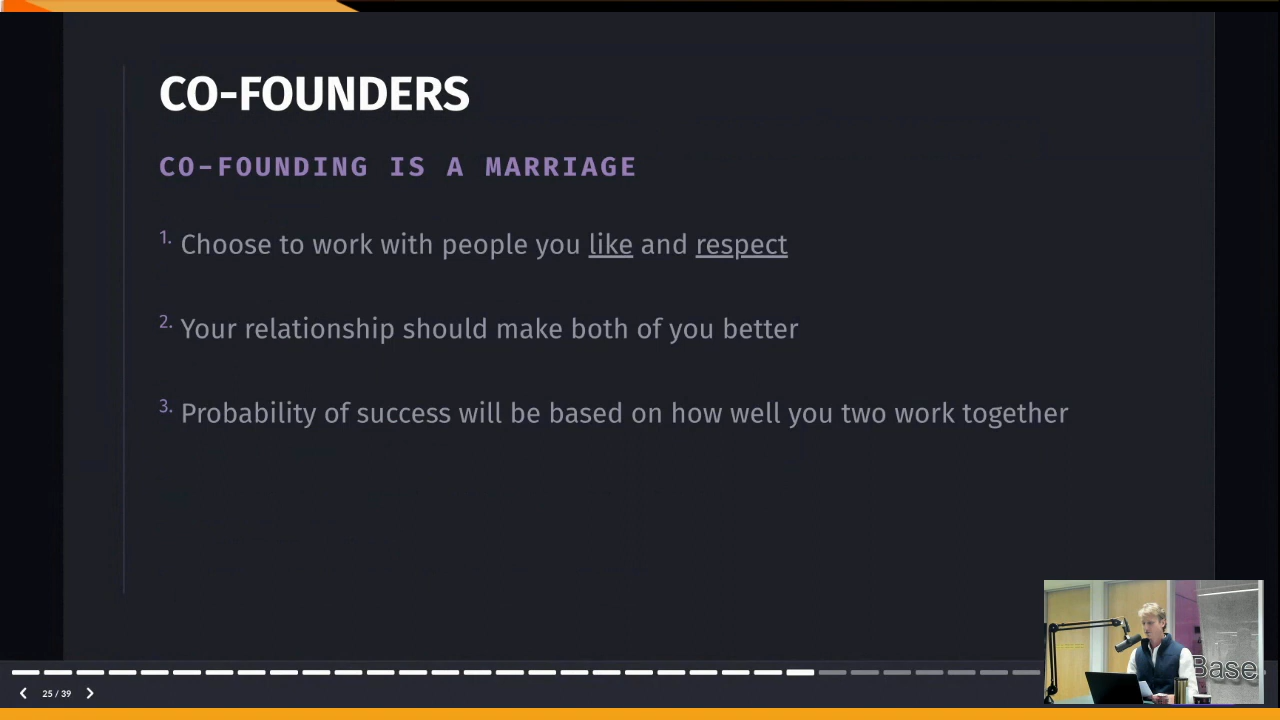 CO-FOUNDERS
CO-FOUNDING IS A MARRIAGE
1. Choose to work with people you like and respect
2. Your relationship should make both of you better
3. Probability of success will be based on how well you two work together
Base
25 / 39